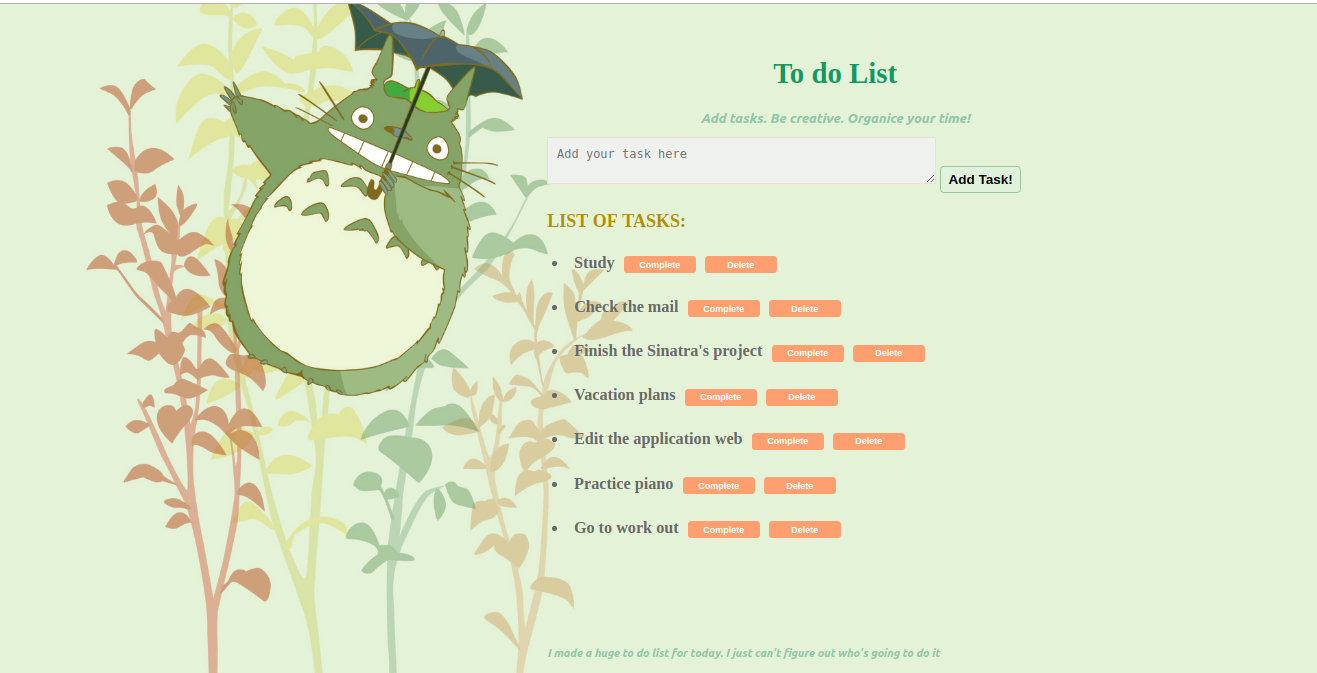 To do List
Add tasks. Be creative. Organice your time!
Add your task here
Add Task!
LIST OF TASKS:
Study Complete Delete
Check the mail Complete Delete
Finish the Sinatra's project Complete Delete
Vacation plans Complete Delete
Edit the application web Complete Delete
Practice piano Complete Delete
Go to work out Complete Delete
I made a huge to do list for today. I just can't figure out who's going to do it